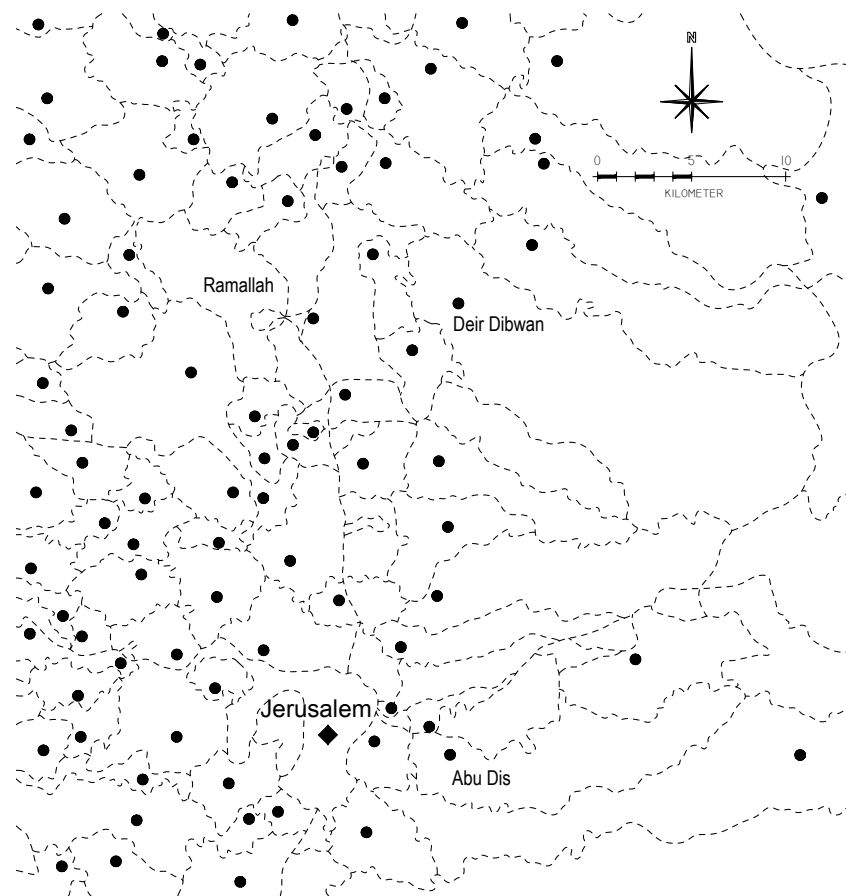 N
0 5 10
KILOMETER
Ramallah
Deir Dibwan
Jerusalem
Abu Dis